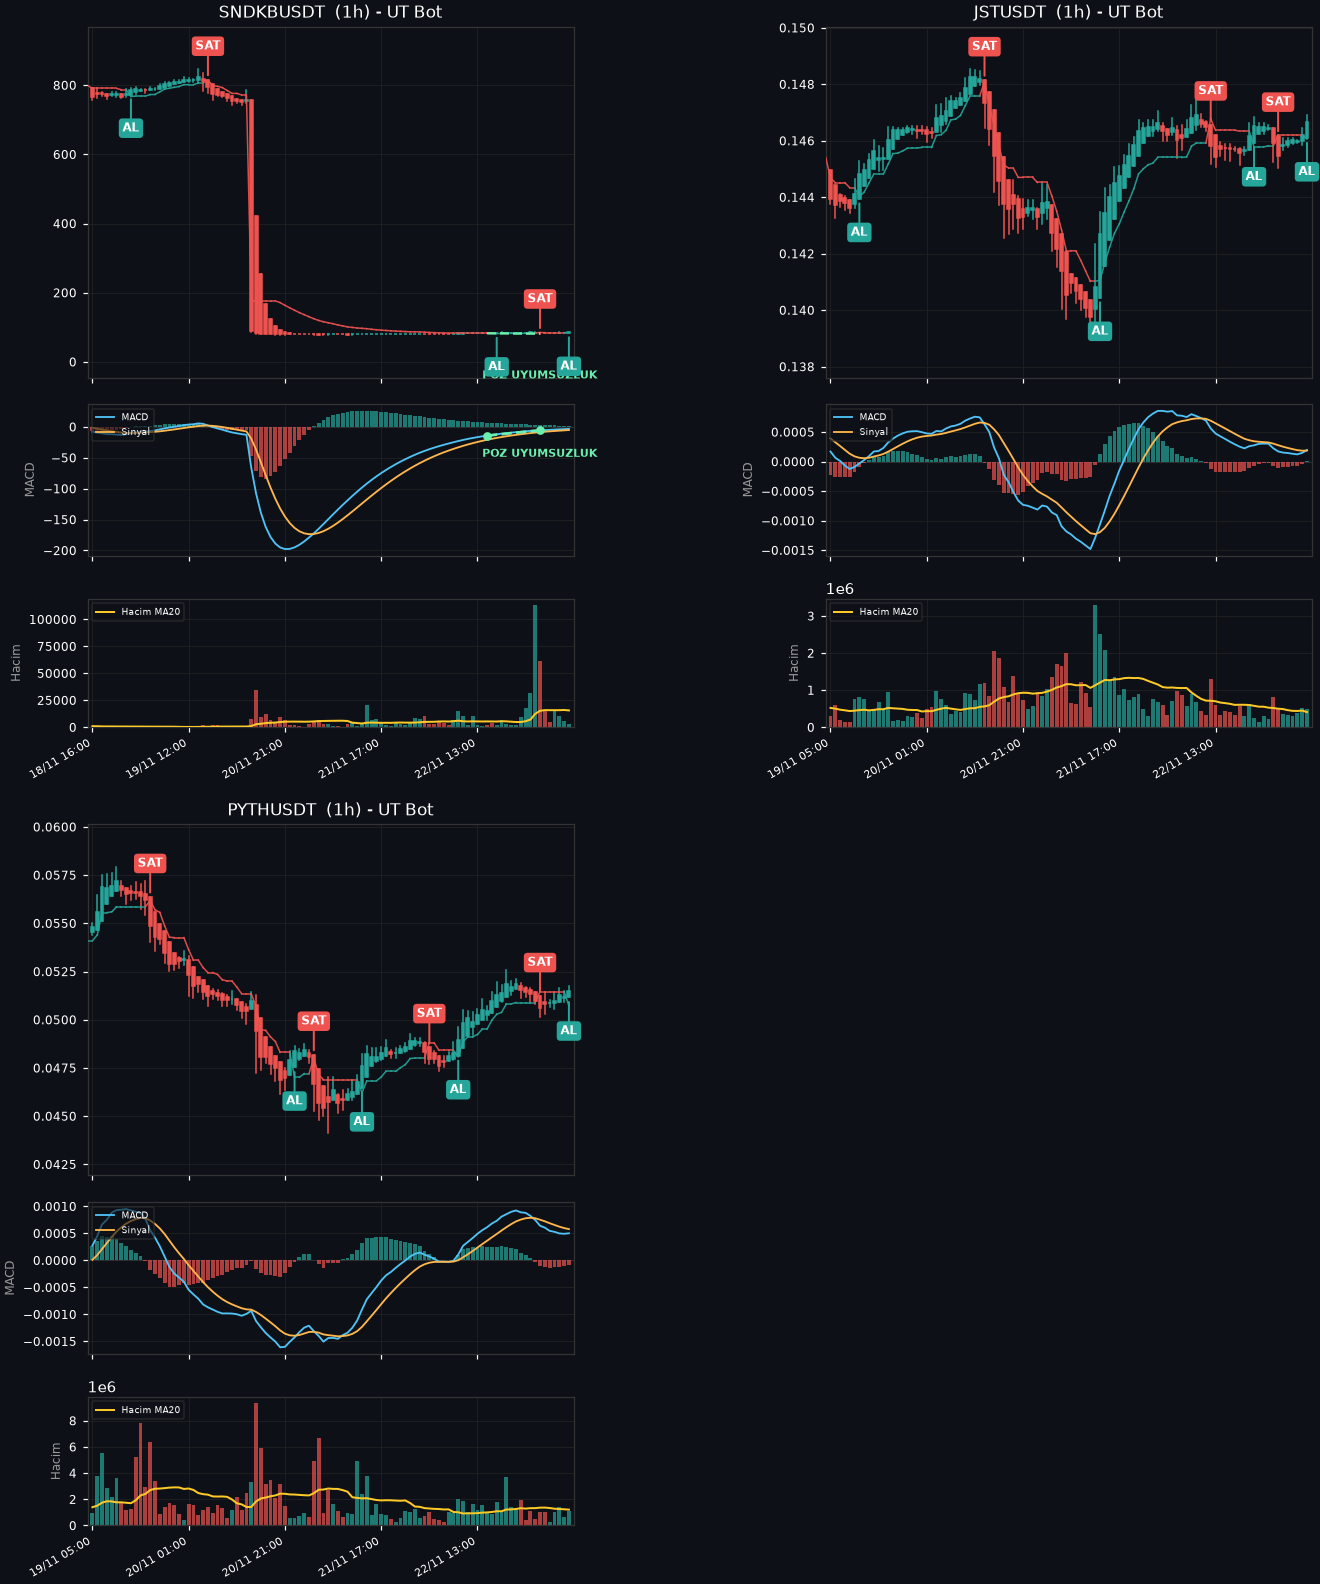 SNDKBUSDT  (1h) - UT Bot
800
600
400
200
0
AL
SAT
AL
SAT
AL
POZ UYUMSUZLUK
MACD
Sinyal
MACD
0
−50
−100
−150
−200
POZ UYUMSUZLUK
Hacim MA20
Hacim
100000
75000
50000
25000
0
18/11 16:00
19/11 12:00
20/11 21:00
21/11 17:00
22/11 13:00
JSTUSDT  (1h) - UT Bot
0.150
0.148
0.146
0.144
0.142
0.140
0.138
AL
SAT
AL
SAT
AL
SAT
AL
MACD
Sinyal
MACD
0.0005
0.0000
−0.0005
−0.0010
−0.0015
1e6
Hacim MA20
Hacim
3
2
1
0
19/11 05:00
20/11 01:00
20/11 21:00
21/11 17:00
22/11 13:00
PYTHUSDT  (1h) - UT Bot
0.0600
0.0575
0.0550
0.0525
0.0500
0.0475
0.0450
0.0425
SAT
AL
SAT
AL
SAT
AL
SAT
AL
MACD
Sinyal
MACD
0.0010
0.0005
0.0000
−0.0005
−0.0010
−0.0015
1e6
Hacim MA20
Hacim
8
6
4
2
0
19/11 05:00
20/11 01:00
20/11 21:00
21/11 17:00
22/11 13:00